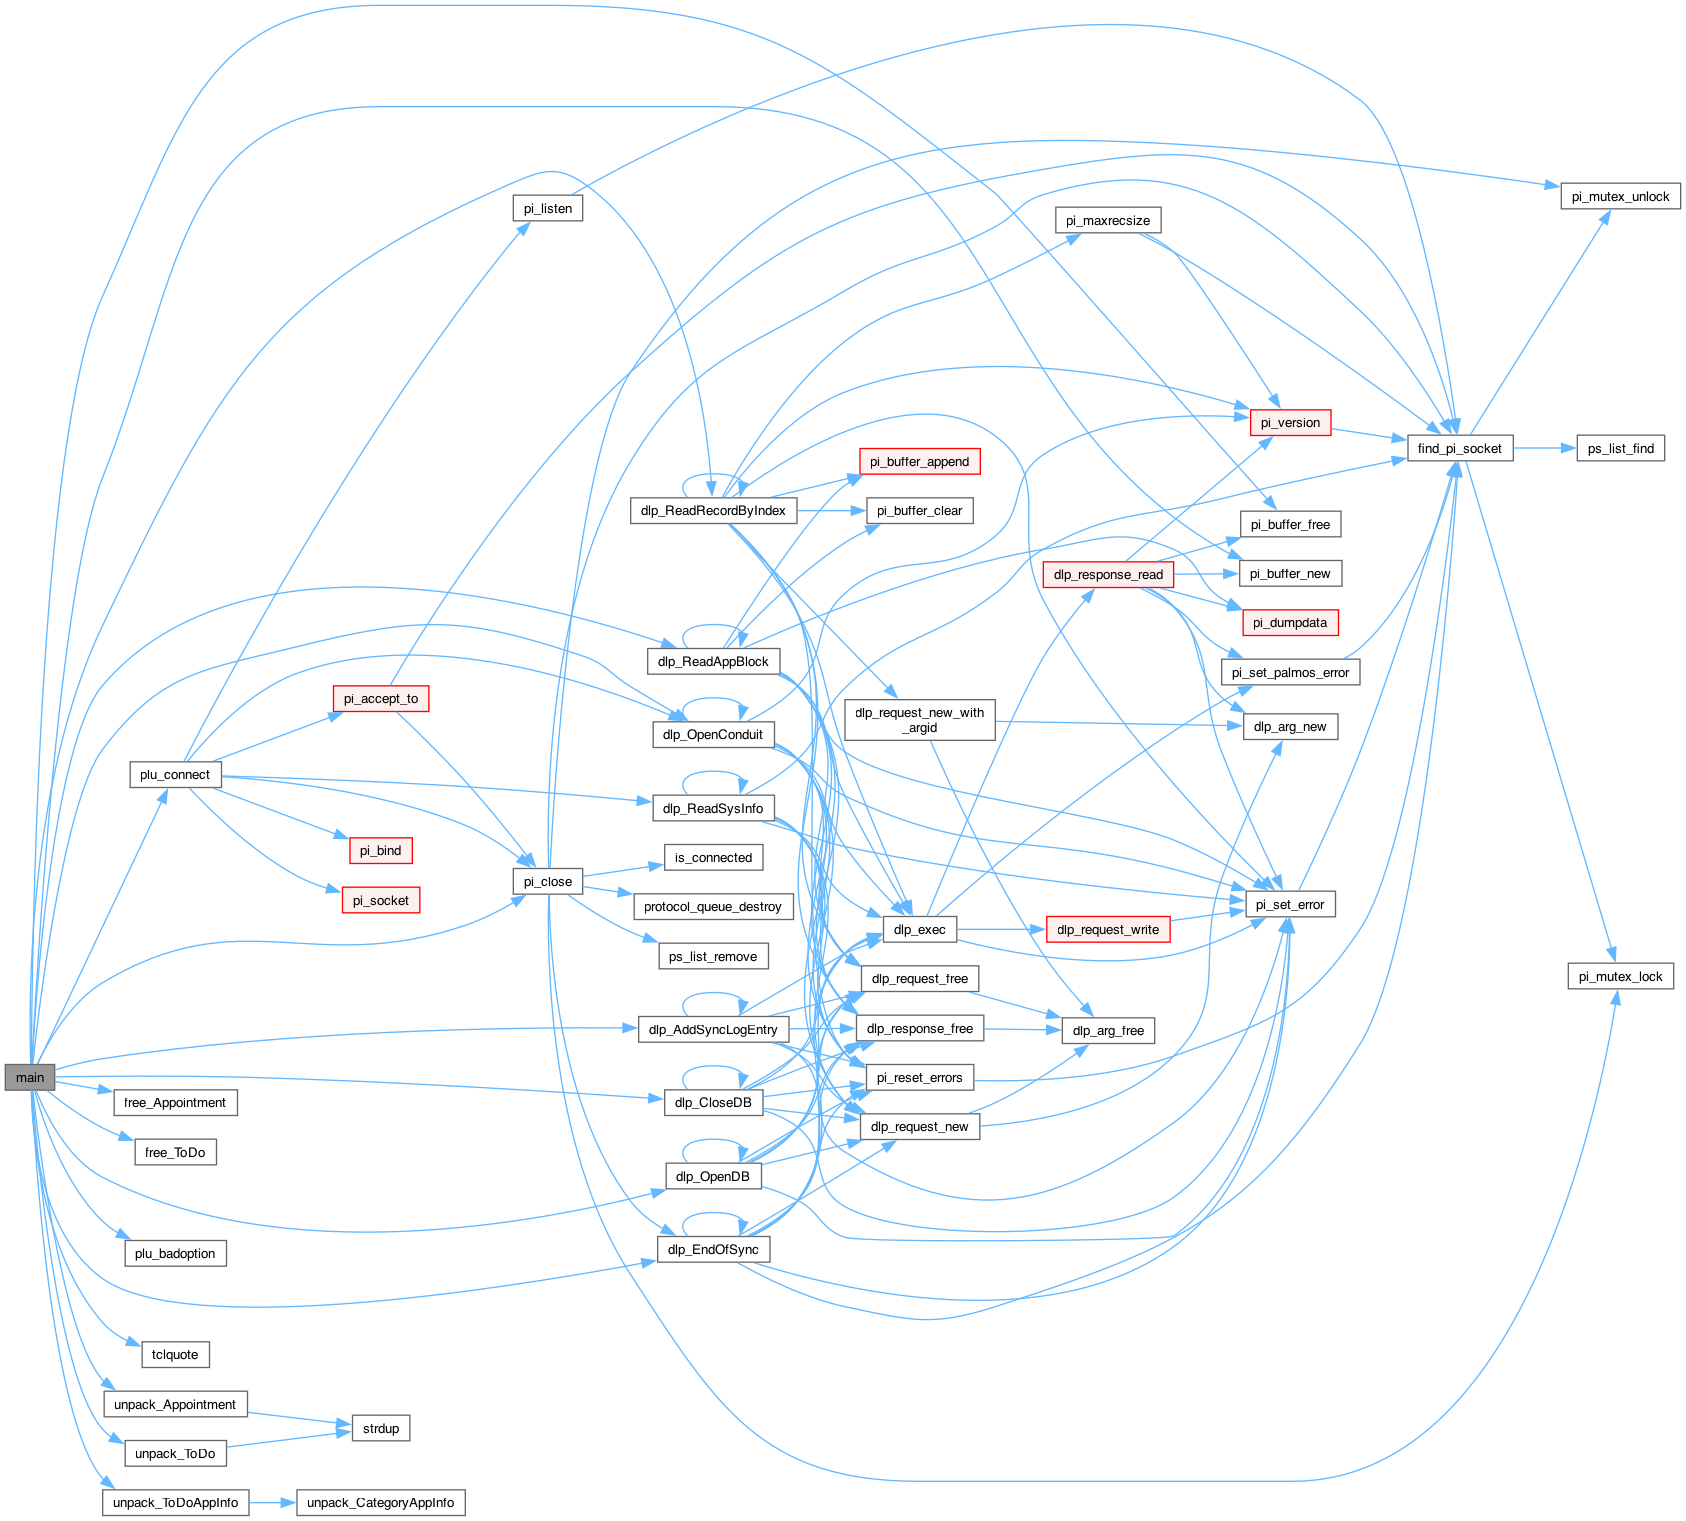 main
plu_connect
free_Appointment
free_ToDo
plu_badoption
tclquote
unpack_Appointment
unpack_ToDo
unpack_ToDoAppInfo
pi_accept_to
pi_bind
pi_socket
strdup
unpack_CategoryAppInfo
pi_listen
pi_close
dlp_ReadRecordByIndex
dlp_ReadAppBlock
dlp_OpenConduit
dlp_ReadSysInfo
is_connected
protocol_queue_destroy
ps_list_remove
dlp_AddSyncLogEntry
dlp_CloseDB
dlp_OpenDB
dlp_EndOfSync
pi_buffer_append
pi_buffer_clear
dlp_request_new_with
_argid
dlp_exec
dlp_request_free
dlp_response_free
pi_reset_errors
dlp_request_new
pi_maxrecsize
dlp_response_read
dlp_request_write
dlp_arg_free
pi_version
pi_buffer_free
pi_buffer_new
pi_dumpdata
pi_set_palmos_error
dlp_arg_new
pi_set_error
find_pi_socket
pi_mutex_unlock
ps_list_find
pi_mutex_lock